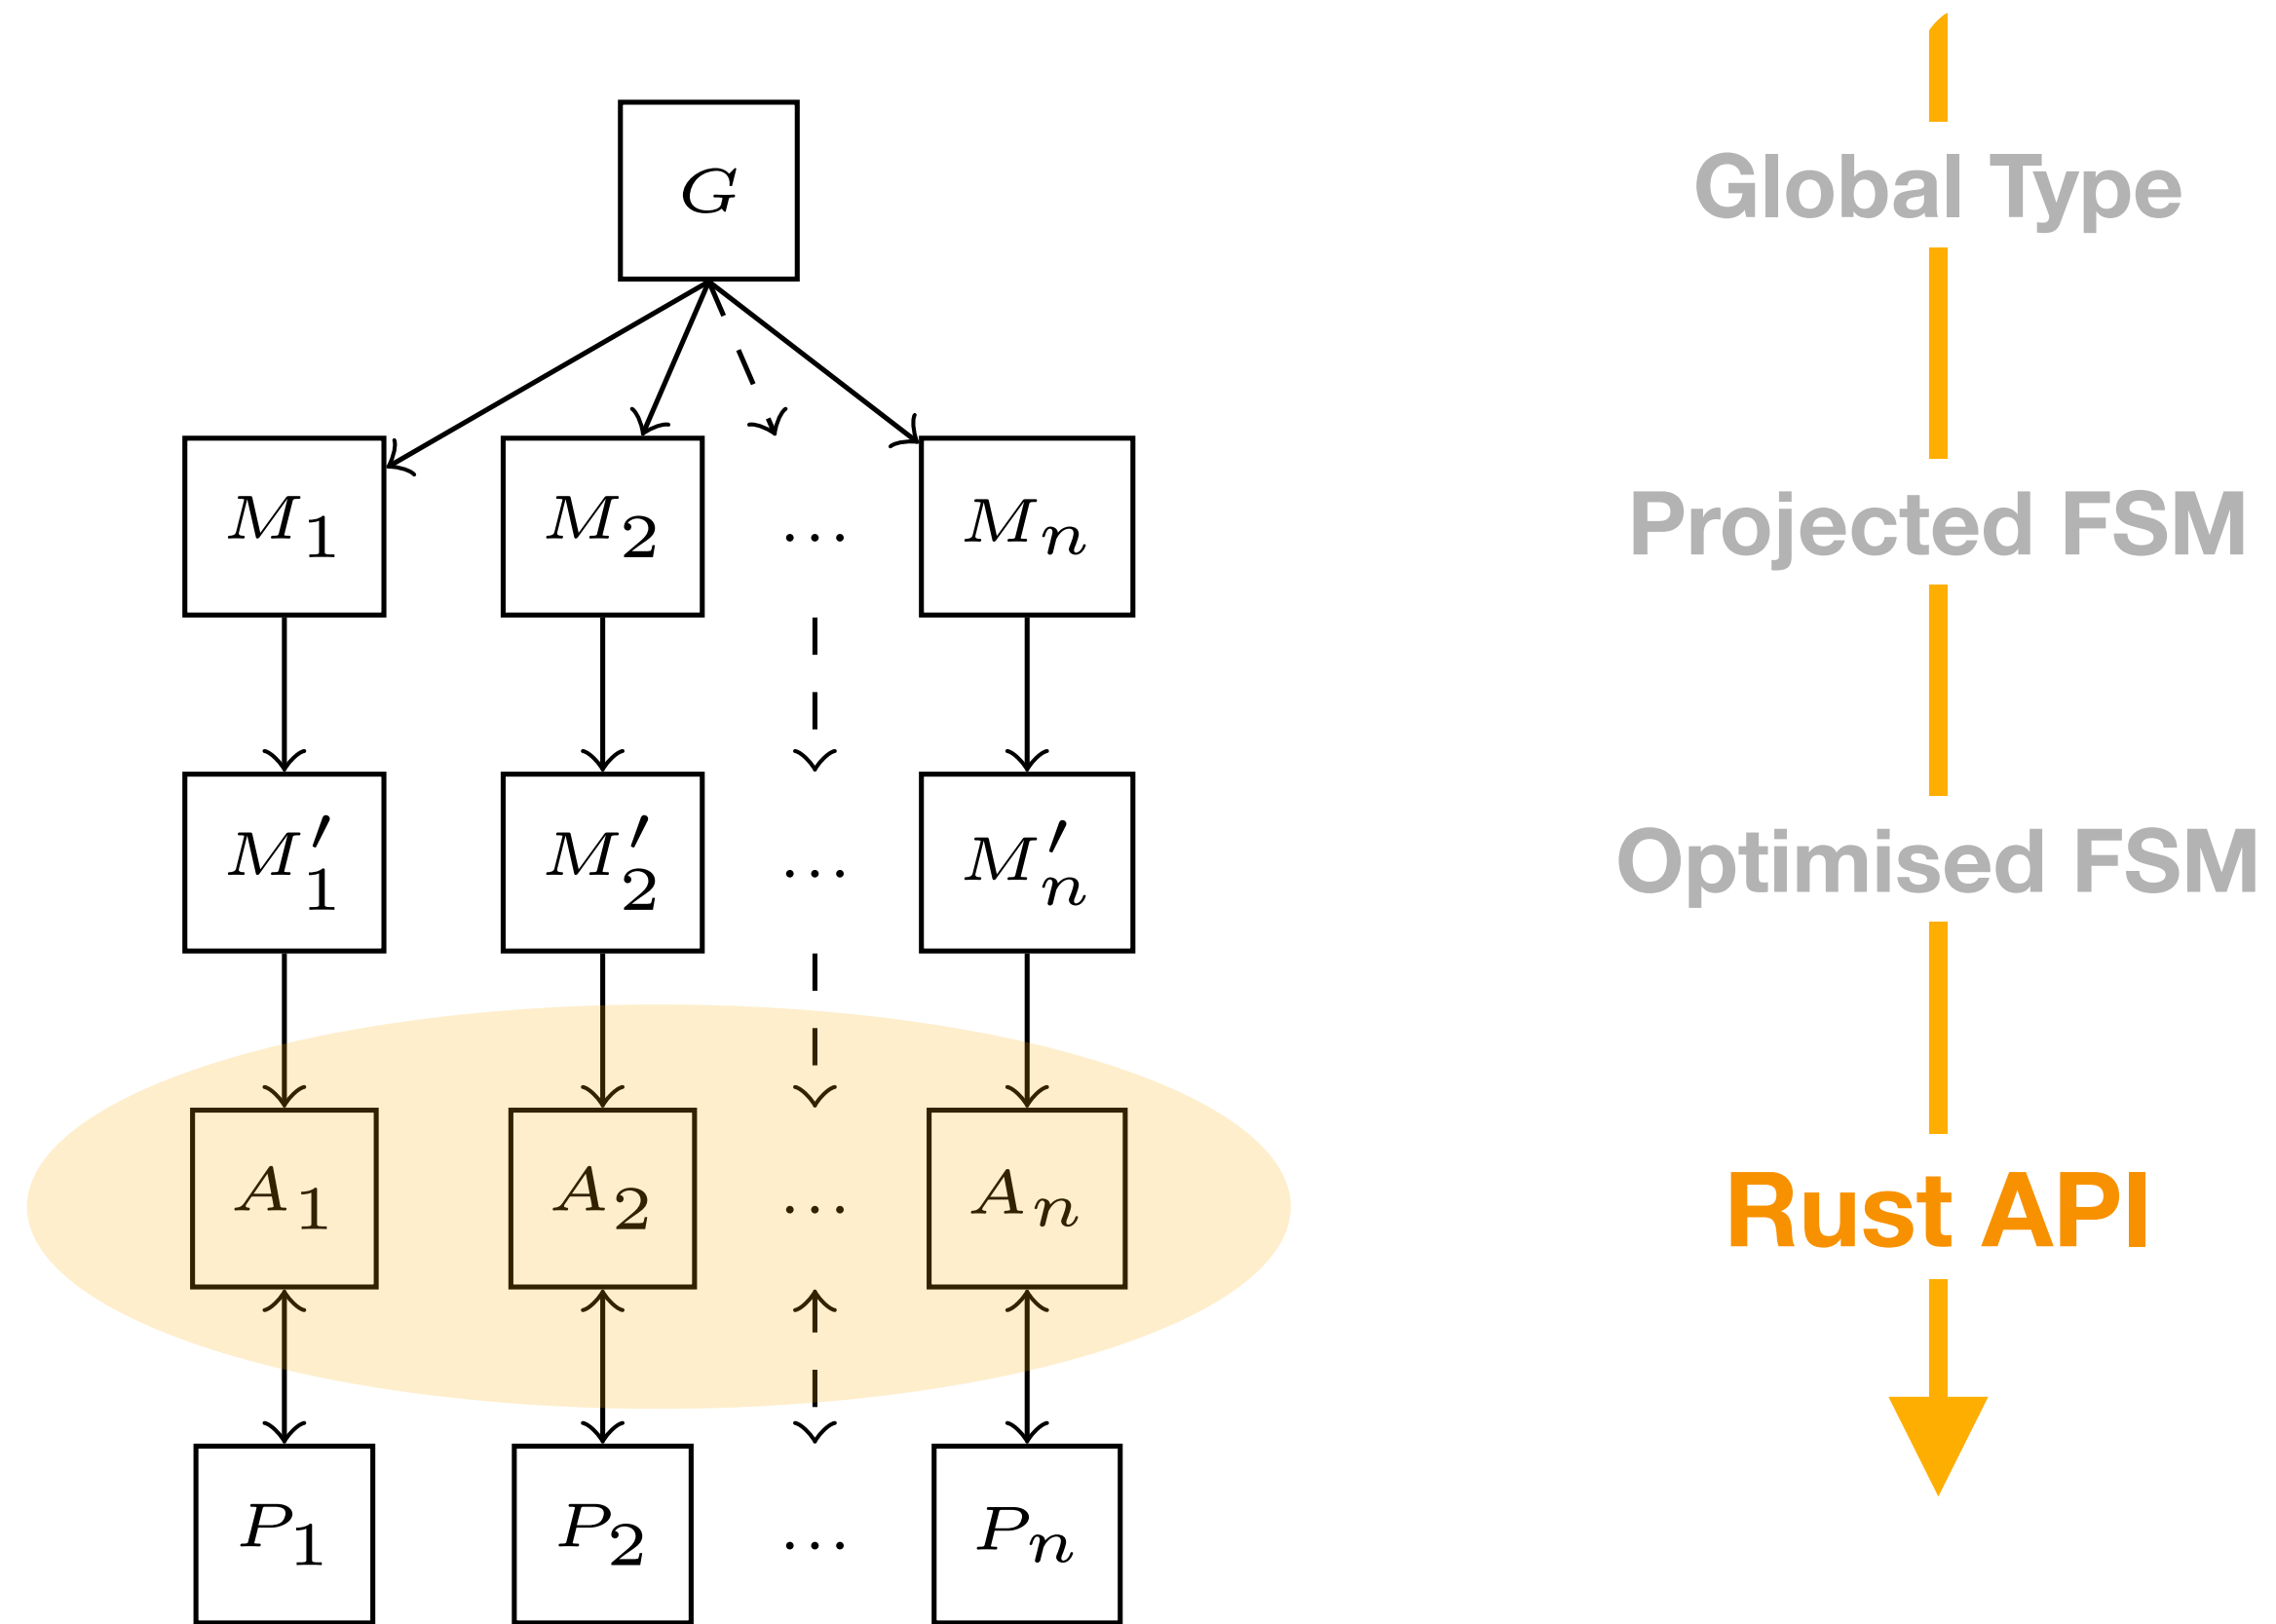 G Global Type
M₁ M₂ ... Mₙ Projected FSM
M′₁ M′₂ ... M′ₙ Optimised FSM
A₁ A₂ ... Aₙ Rust API
P₁ P₂ ... Pₙ